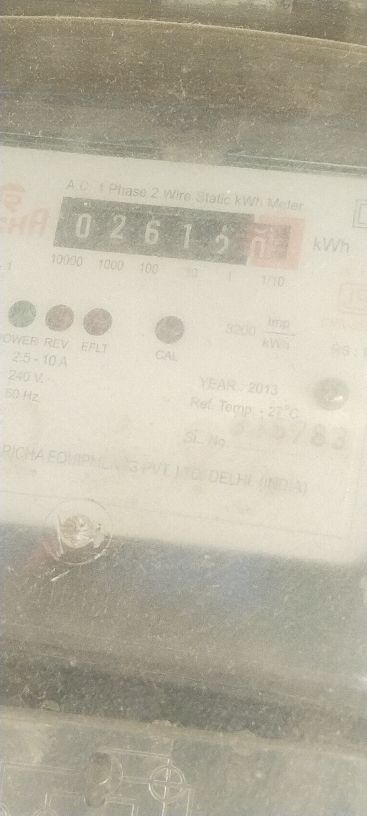 A.C. 1 Phase 2 Wire Static kWh Meter
0 2 6 1
kWh
10000 1000 100 10 1 1/10
POWER REV EFLT
CAL
3200 Imp/kWh
2.5 - 10 A
240 V.
50 Hz.
YEAR : 2013
Ref. Temp. - 27°C
SL. No.
RICHA EQUIPMENTS PVT. LTD. DELHI, (INDIA)